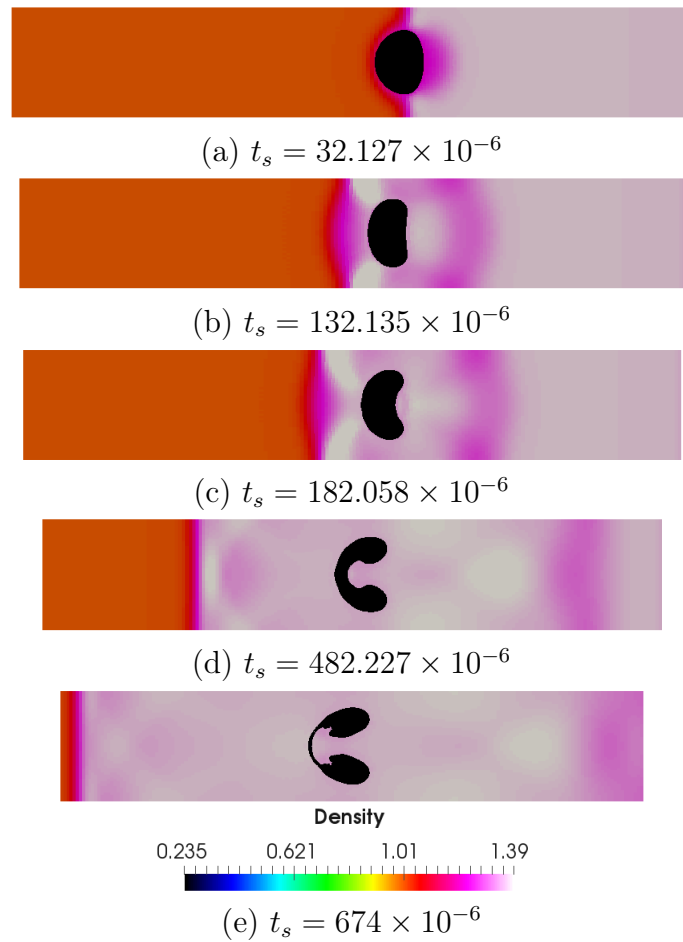 (a) t_s = 32.127 × 10^{-6}
(b) t_s = 132.135 × 10^{-6}
(c) t_s = 182.058 × 10^{-6}
(d) t_s = 482.227 × 10^{-6}
Density
0.235 0.621 1.01 1.39
(e) t_s = 674 × 10^{-6}